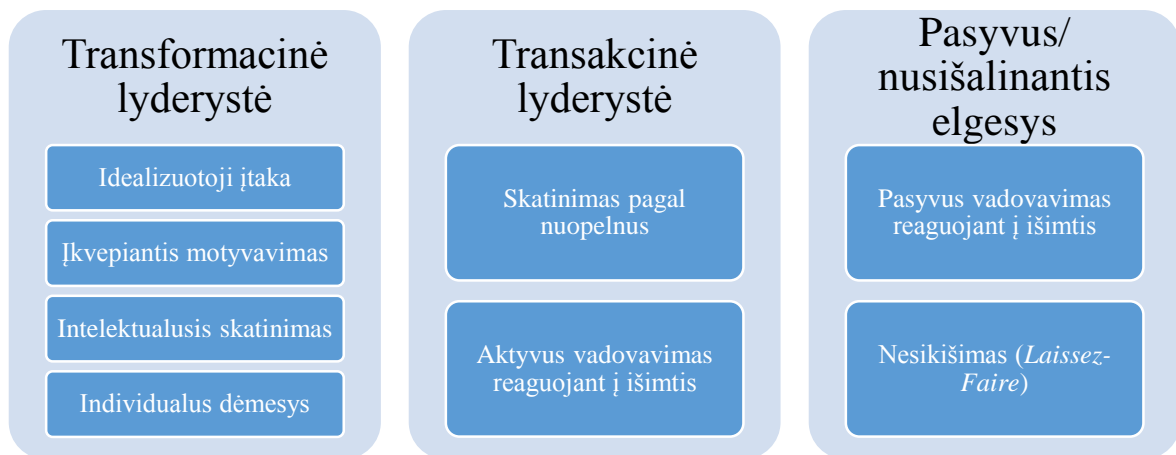 Transformacinė
lyderystė
Idealizuotoji įtaka
Įkvepiantis motyvavimas
Intelektualusis skatinimas
Individualus dėmesys
Transakcinė
lyderystė
Skatinimas pagal
nuopelnus
Aktyvus vadovavimas
reaguojant į išimtis
Pasyvus/
nusišalinantis
elgesys
Pasyvus vadovavimas
reaguojant į išimtis
Nesikišimas (Laissez-
Faire)